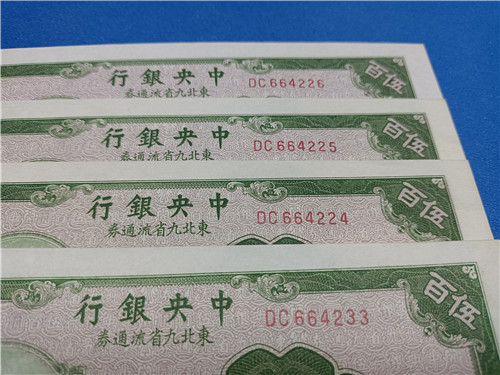 行銀央中 DC664226 百伍
券通流省九北東
行銀央中 DC664225 百伍
券通流省九北東
行銀央中 DC664224 百伍
券通流省九北東
行銀央中 DC664233 百伍
券通流省九北東